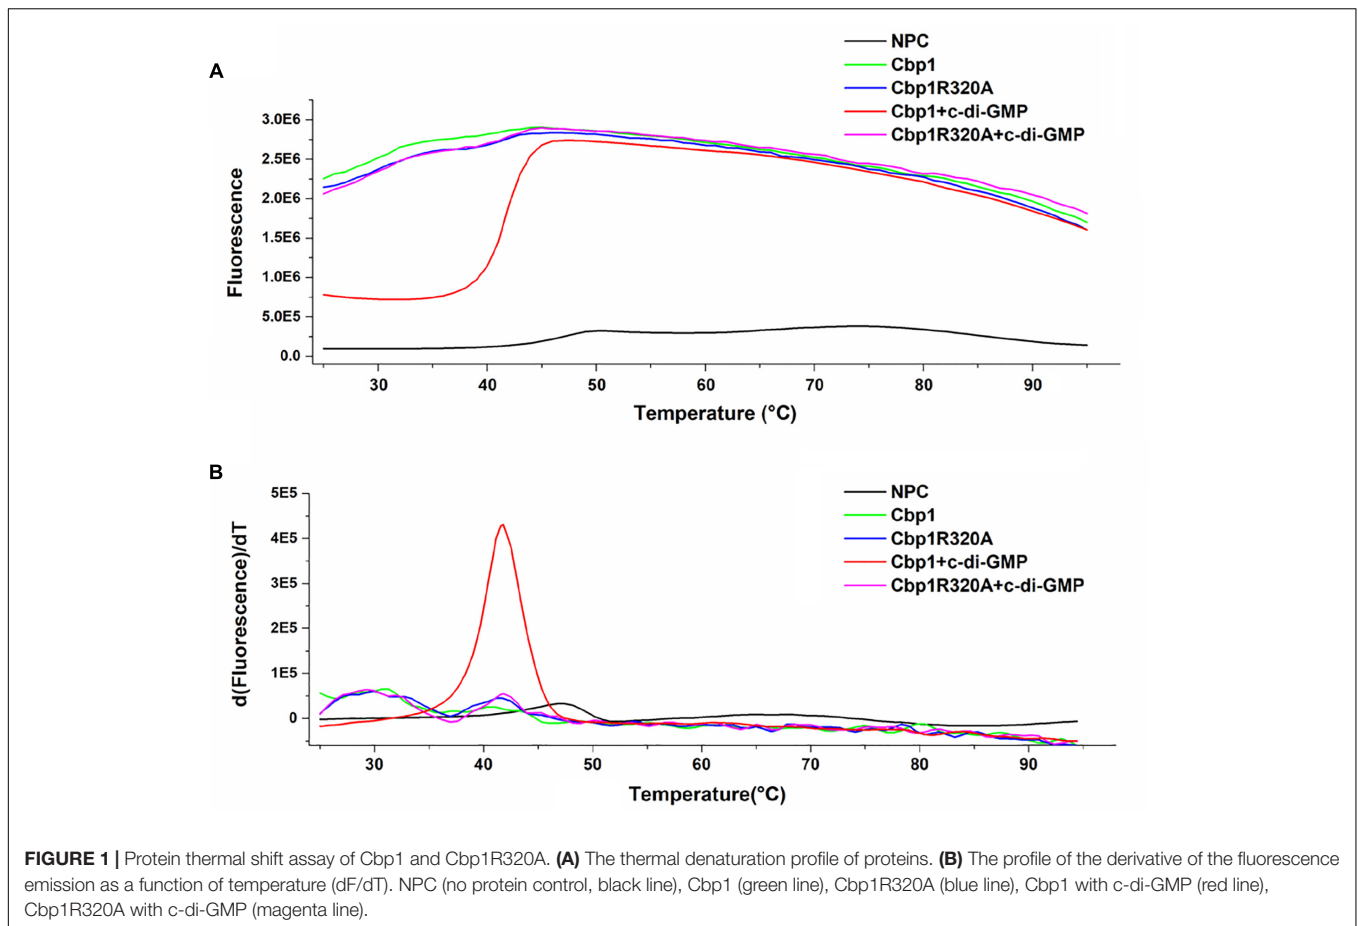 A
NPC
Cbp1
Cbp1R320A
Cbp1+c-di-GMP
Cbp1R320A+c-di-GMP
3.0E6
2.5E6
2.0E6
1.5E6
1.0E6
5.0E5
0.0
Fluorescence
30 40 50 60 70 80 90
Temperature (°C)
B
NPC
Cbp1
Cbp1R320A
Cbp1+c-di-GMP
Cbp1R320A+c-di-GMP
5E5
4E5
3E5
2E5
1E5
0
d(Fluorescence)/dT
30 40 50 60 70 80 90
Temperature(°C)
FIGURE 1 | Protein thermal shift assay of Cbp1 and Cbp1R320A. (A) The thermal denaturation profile of proteins. (B) The profile of the derivative of the fluorescence
emission as a function of temperature (dF/dT). NPC (no protein control, black line), Cbp1 (green line), Cbp1R320A (blue line), Cbp1 with c-di-GMP (red line),
Cbp1R320A with c-di-GMP (magenta line).